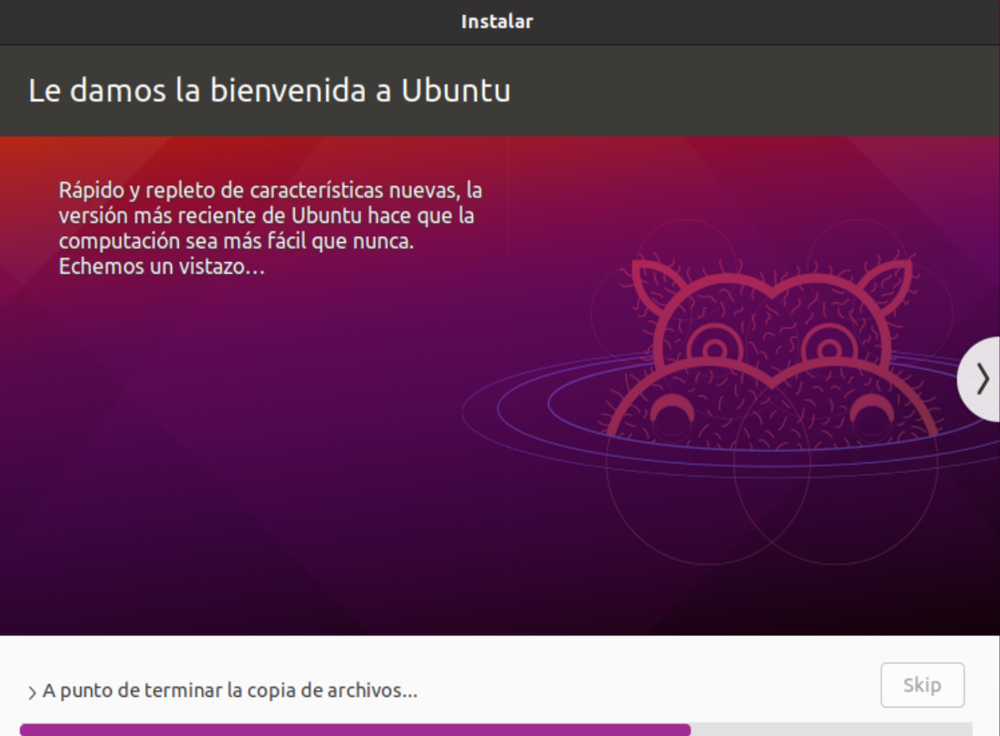 Instalar
Le damos la bienvenida a Ubuntu
Rápido y repleto de características nuevas, la
versión más reciente de Ubuntu hace que la
computación sea más fácil que nunca.
Echemos un vistazo…
A punto de terminar la copia de archivos...
Skip